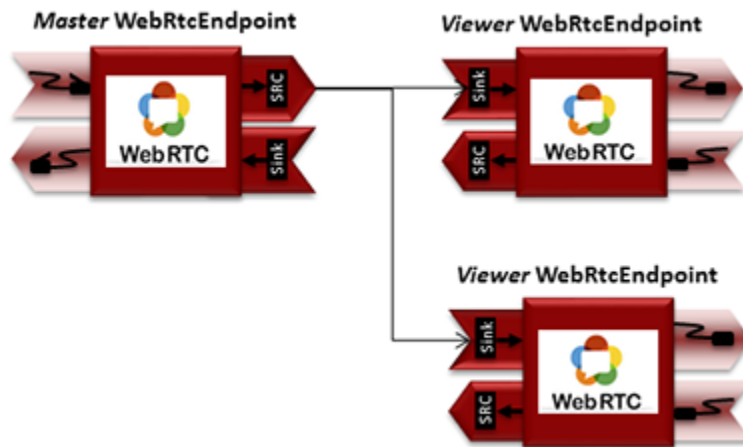 Master WebRtcEndpoint
SRC
WebRTC
Sink
Viewer WebRtcEndpoint
Sink
WebRTC
SRC
Viewer WebRtcEndpoint
Sink
WebRTC
SRC